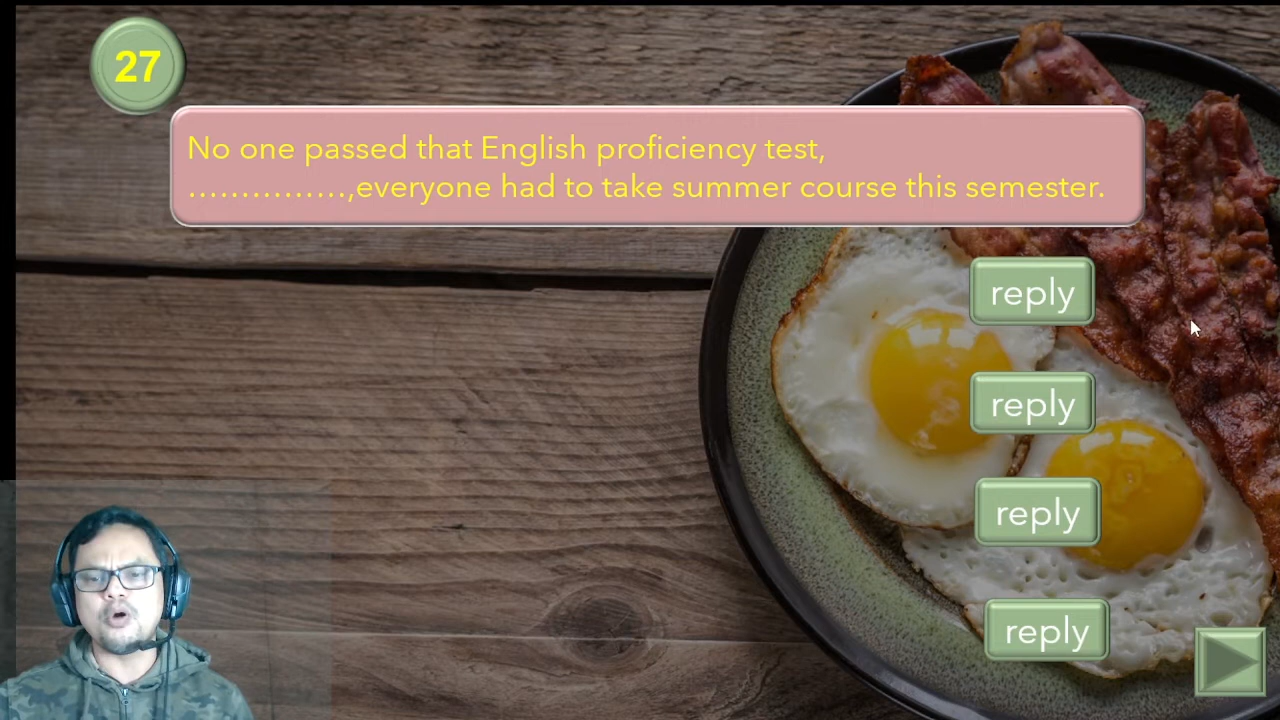 27
No one passed that English proficiency test,
……………,everyone had to take summer course this semester.
reply
reply
reply
reply